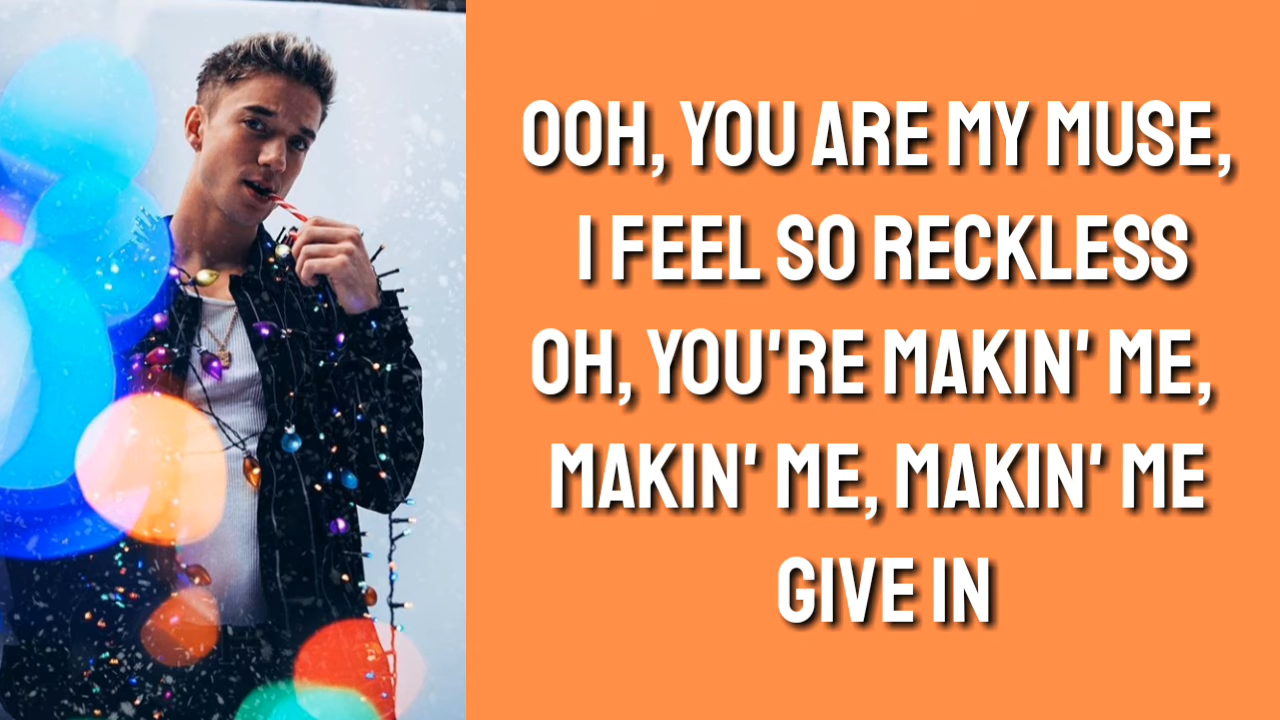 OOH, YOU ARE MY MUSE,
I FEEL SO RECKLESS
OH, YOU'RE MAKIN' ME,
MAKIN' ME, MAKIN' ME
GIVE IN